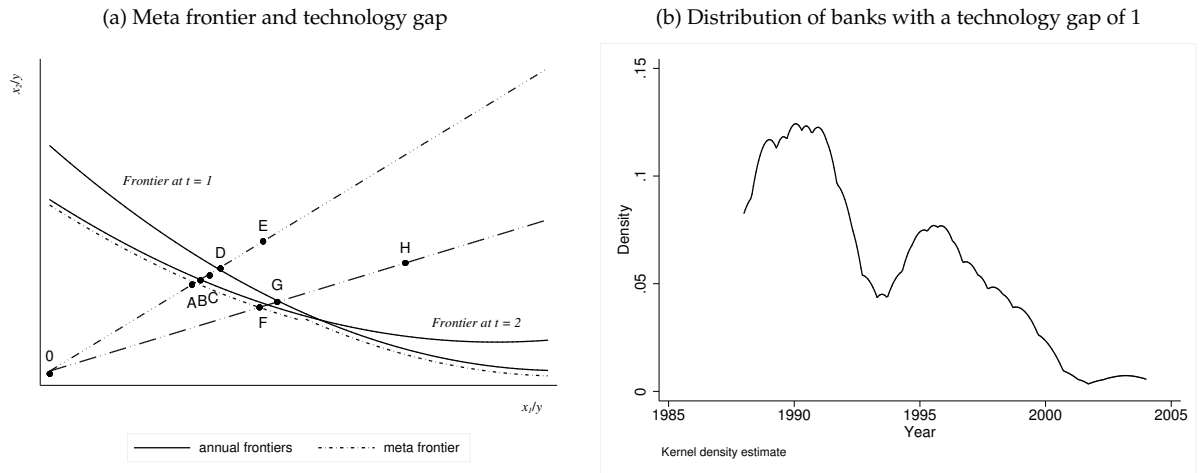 (a) Meta frontier and technology gap
x₂/y
Frontier at t = 1
E
D
H
A B C
G
F
Frontier at t = 2
0
x₁/y
annual frontiers
meta frontier
(b) Distribution of banks with a technology gap of 1
.15
.1
.05
0
Density
1985 1990 1995 2000 2005
Year
Kernel density estimate